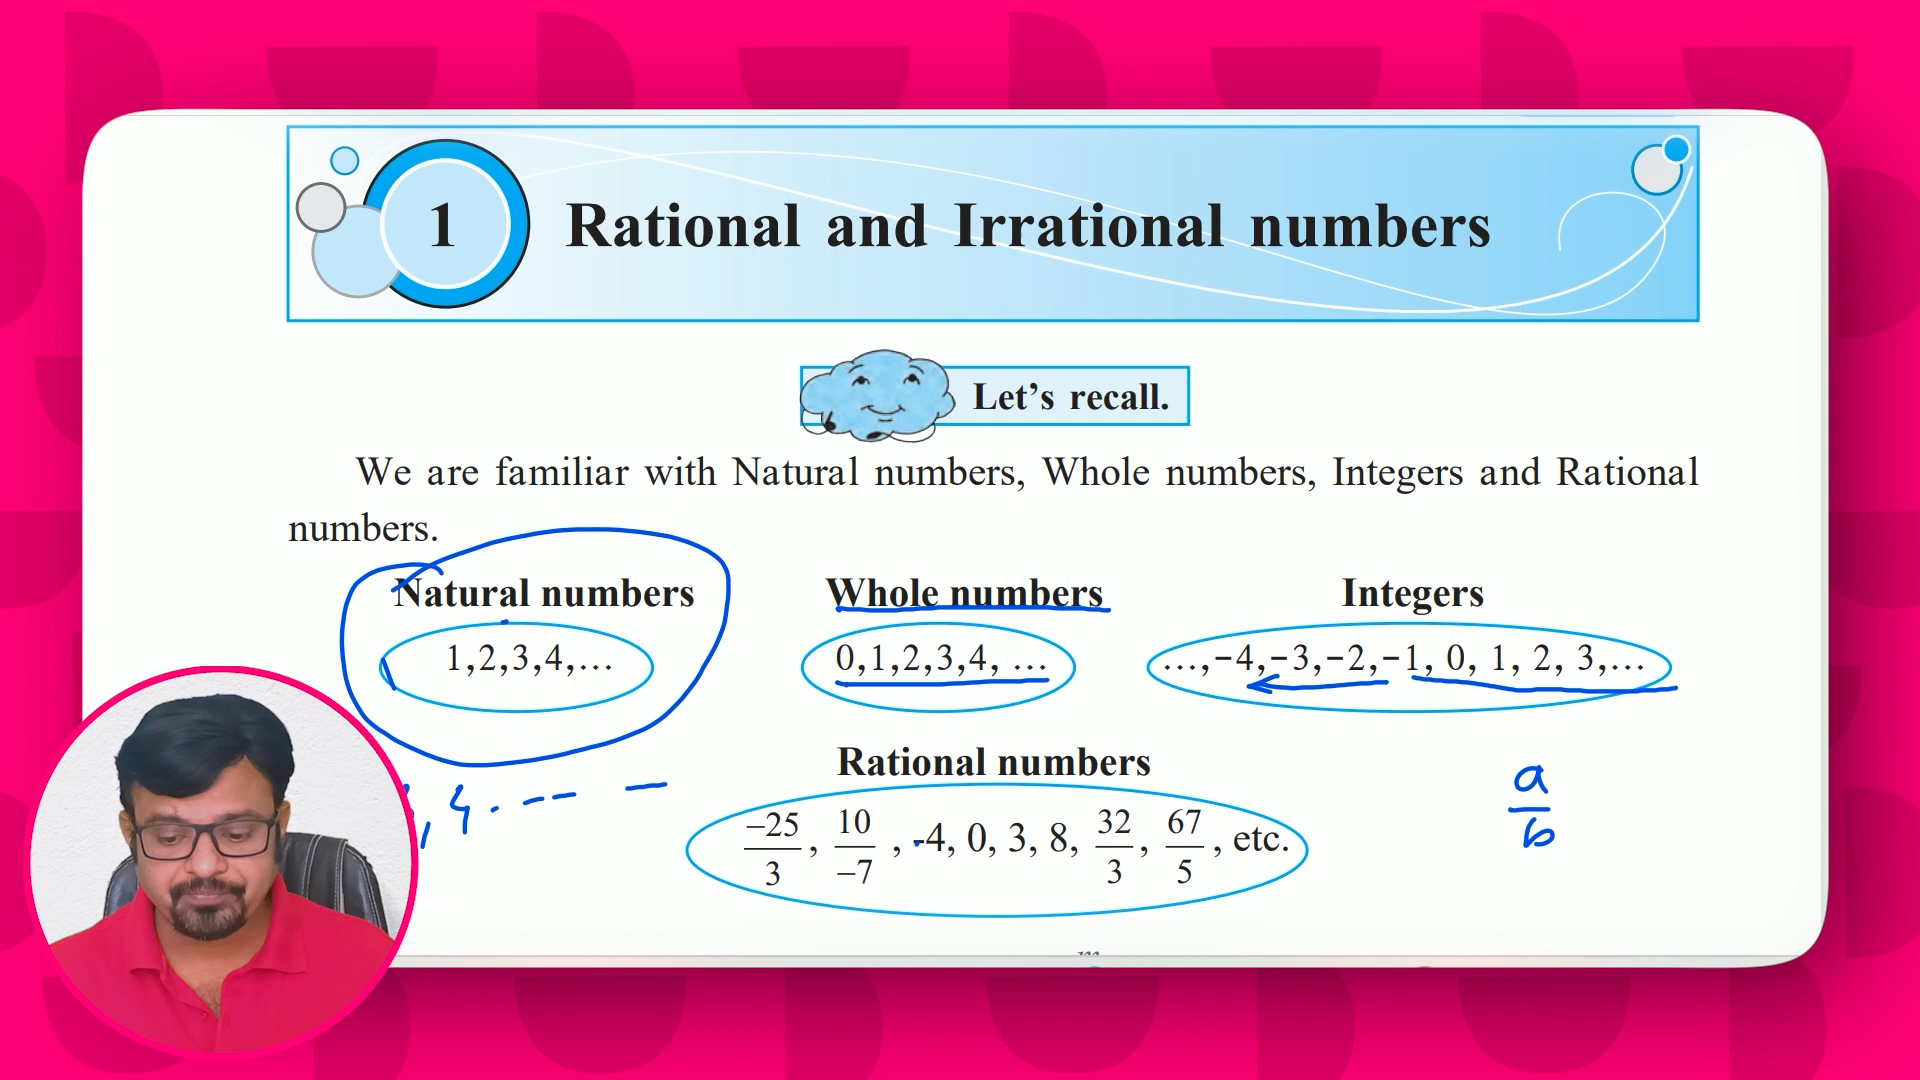 1 Rational and Irrational numbers
Let's recall.
We are familiar with Natural numbers, Whole numbers, Integers and Rational
numbers.
Natural numbers Whole numbers Integers
1,2,3,4,... 0,1,2,3,4, ... ...,−4,−3,−2,−1, 0, 1, 2, 3,...
Rational numbers
−25/3, 10/−7, -4, 0, 3, 8, 32/3, 67/5, etc.
, 4 . -- —
a/b